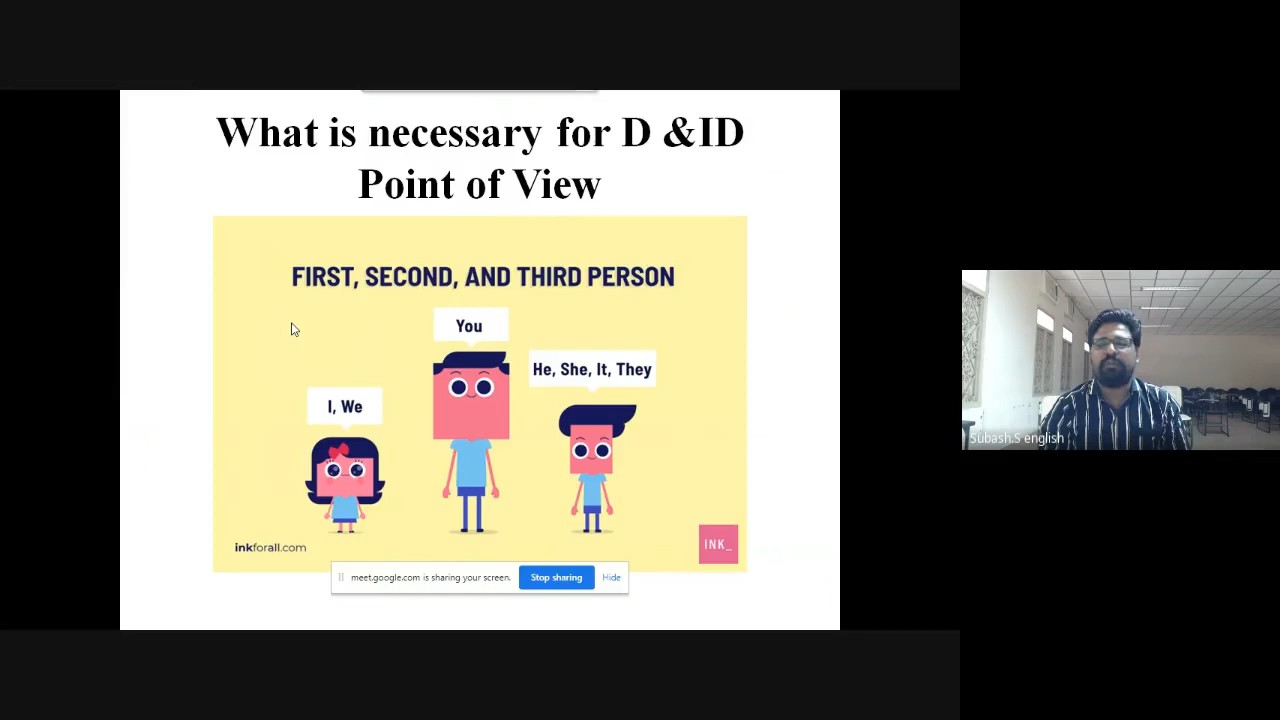 What is necessary for D &ID
Point of View
FIRST, SECOND, AND THIRD PERSON
You
He, She, It, They
I, We
inkforall.com
INK_
meet.google.com is sharing your screen.
Stop sharing
Hide
Subash.S english